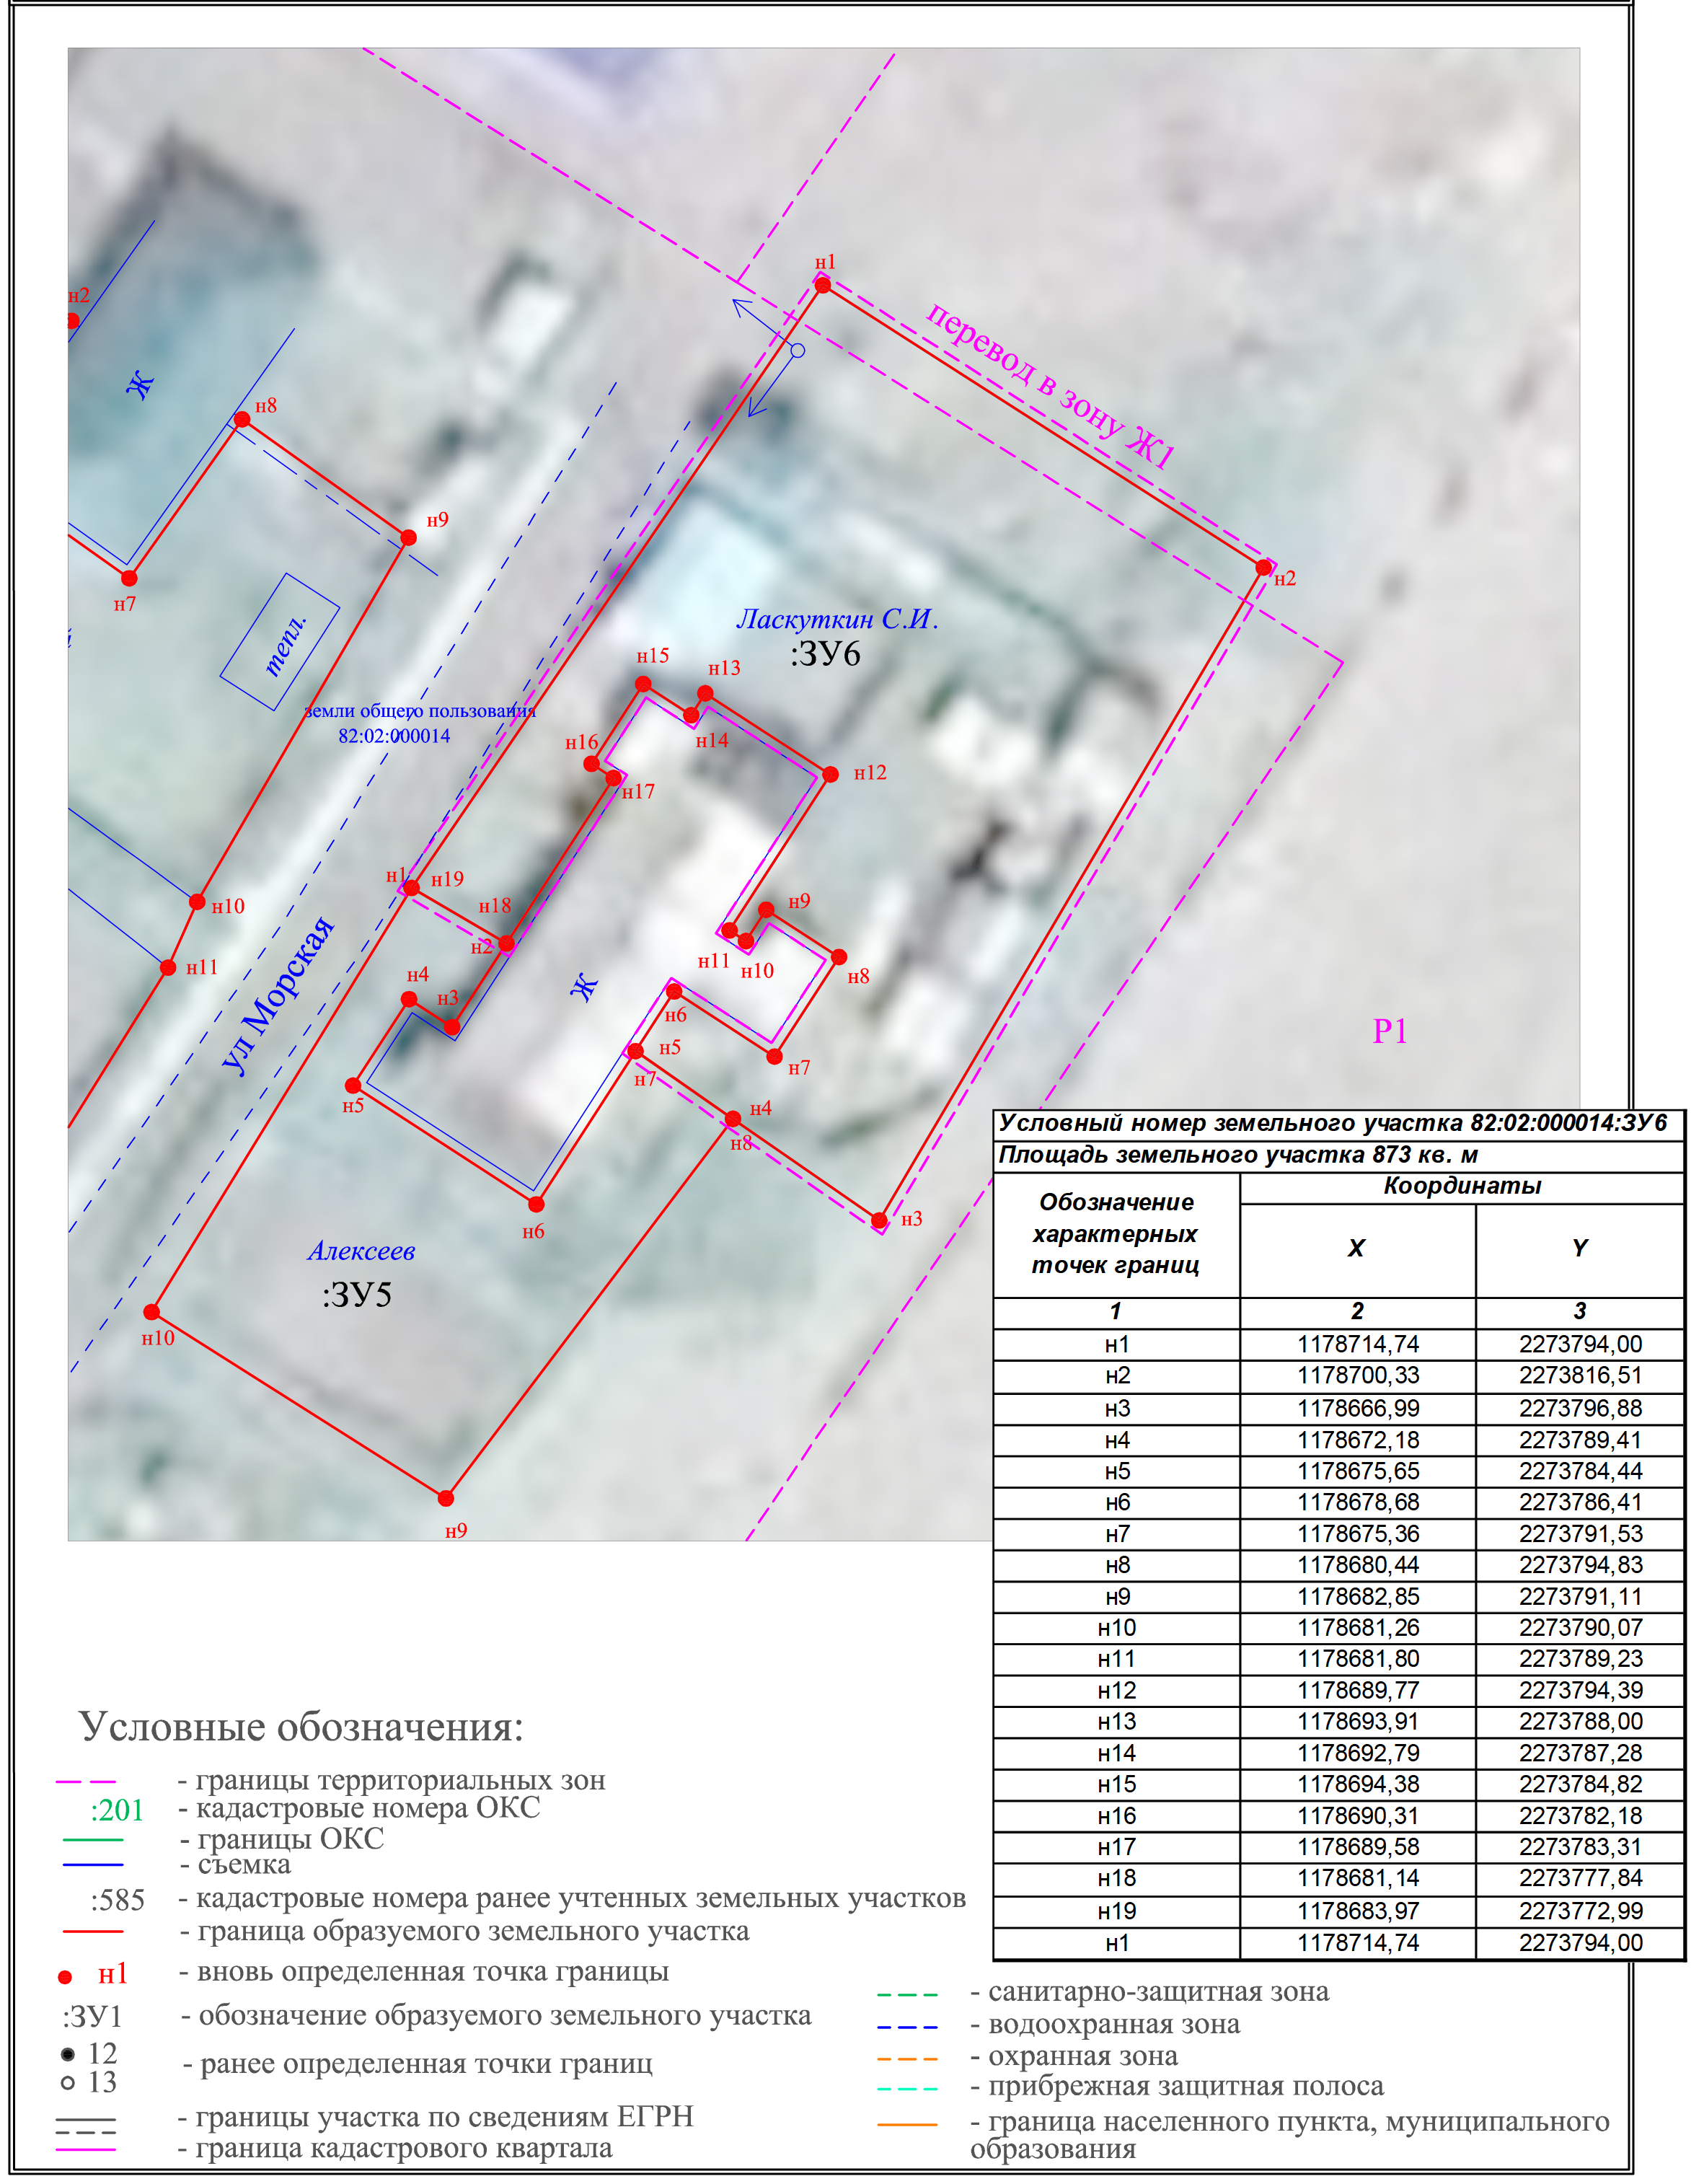 н1
н2
перевод в зону Ж1
Ж
н8
н9
н2
н7
тепл.
Ласкуткин С.И.
:ЗУ6
н15
н13
земли общего пользования
82:02:000014
н14
н16
н12
н17
н1
н19
н10
н18
н9
н2
н11
н11
н10
н8
ул Морская
н4
н3
Ж
н6
Р1
н5
н7
н7
н5
н4
н8
н6
н3
Алексеев
:ЗУ5
н10
н9
Условный номер земельного участка 82:02:000014:ЗУ6
Площадь земельного участка 873 кв. м
Обозначение характерных точек границ
Координаты
X Y
1 2 3
н1 1178714,74 2273794,00
н2 1178700,33 2273816,51
н3 1178666,99 2273796,88
н4 1178672,18 2273789,41
н5 1178675,65 2273784,44
н6 1178678,68 2273786,41
н7 1178675,36 2273791,53
н8 1178680,44 2273794,83
н9 1178682,85 2273791,11
н10 1178681,26 2273790,07
н11 1178681,80 2273789,23
н12 1178689,77 2273794,39
н13 1178693,91 2273788,00
н14 1178692,79 2273787,28
н15 1178694,38 2273784,82
н16 1178690,31 2273782,18
н17 1178689,58 2273783,31
н18 1178681,14 2273777,84
н19 1178683,97 2273772,99
н1 1178714,74 2273794,00
Условные обозначения:
- границы территориальных зон
:201 - кадастровые номера ОКС
- границы ОКС
- съемка
:585 - кадастровые номера ранее учтенных земельных участков
- граница образуемого земельного участка
н1 - вновь определенная точка границы
:ЗУ1 - обозначение образуемого земельного участка
12
13 - ранее определенная точки границ
- границы участка по сведениям ЕГРН
- граница кадастрового квартала
- санитарно-защитная зона
- водоохранная зона
- охранная зона
- прибрежная защитная полоса
- граница населенного пункта, муниципального
образования